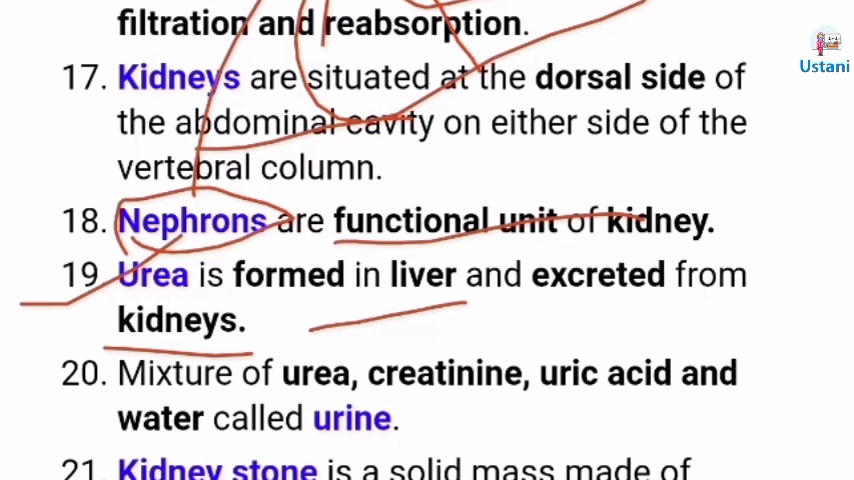 filtration and reabsorption.
Ustani
17. Kidneys are situated at the dorsal side of
the abdominal cavity on either side of the
vertebral column.
18. Nephrons are functional unit of kidney.
19 Urea is formed in liver and excreted from
kidneys.
20. Mixture of urea, creatinine, uric acid and
water called urine.
21. Kidney stone is a solid mass made of